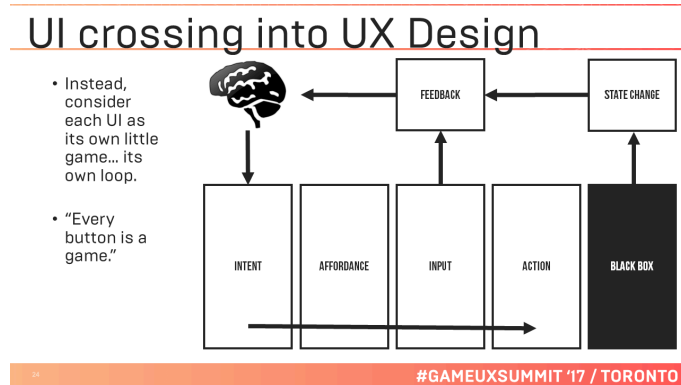 UI crossing into UX Design
• Instead,
consider
each UI as
its own little
game... its
own loop.
• “Every
button is a
game.”
FEEDBACK
STATE CHANGE
INTENT
AFFORDANCE
INPUT
ACTION
BLACK BOX
#GAMEUXSUMMIT ‘17 / TORONTO